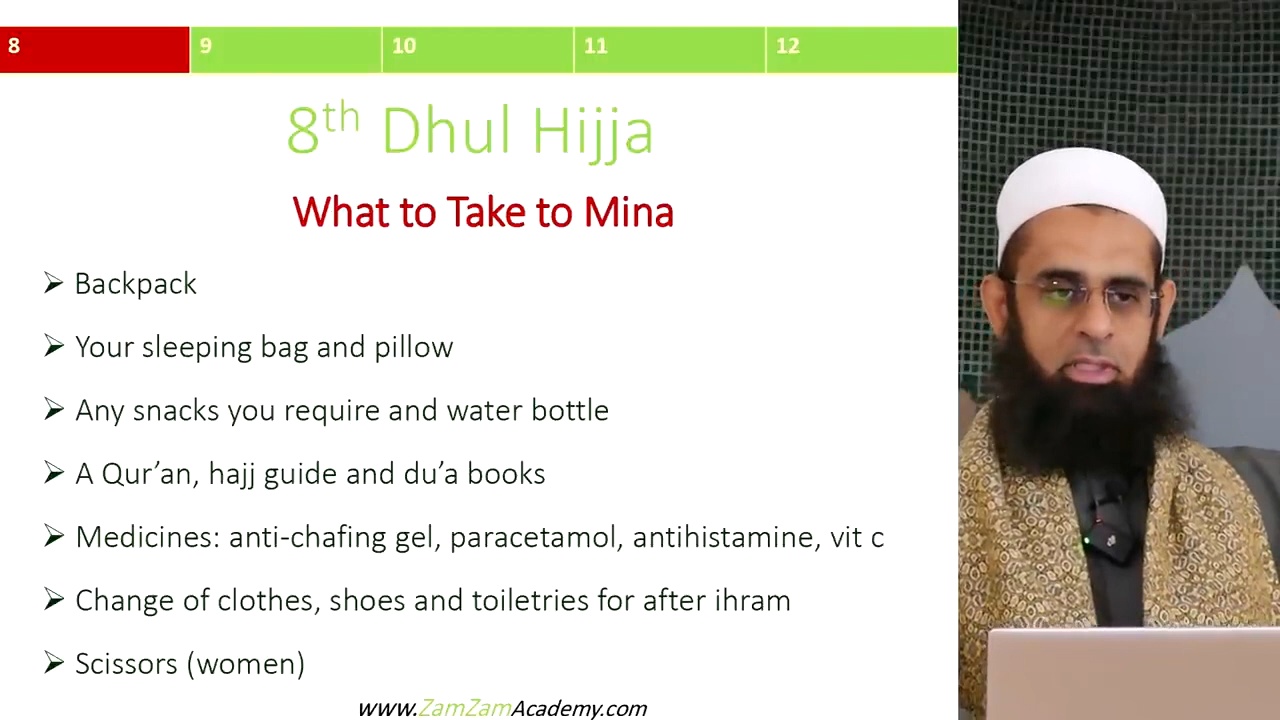 8 9 10 11 12
8th Dhul Hijja
What to Take to Mina
➢ Backpack
➢ Your sleeping bag and pillow
➢ Any snacks you require and water bottle
➢ A Qur’an, hajj guide and du’a books
➢ Medicines: anti-chafing gel, paracetamol, antihistamine, vit c
➢ Change of clothes, shoes and toiletries for after ihram
➢ Scissors (women)
www.ZamZamAcademy.com